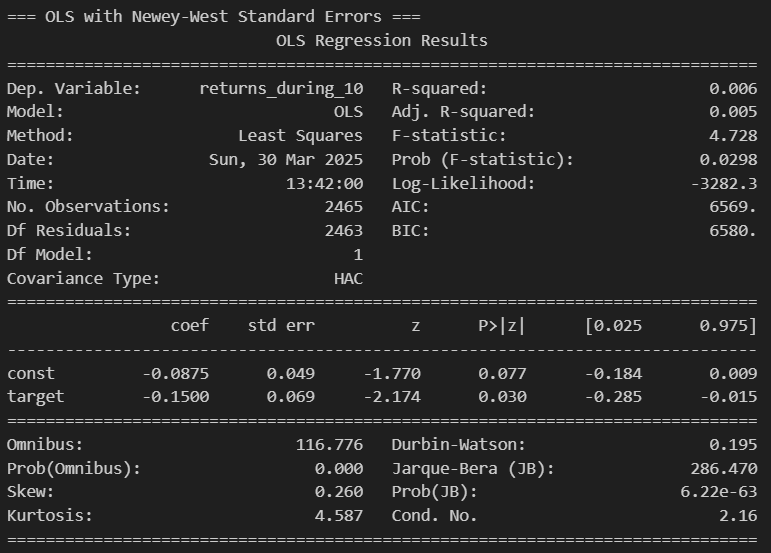 === OLS with Newey-West Standard Errors ===
                            OLS Regression Results
==============================================================================
Dep. Variable:      returns_during_10   R-squared:                       0.006
Model:                            OLS   Adj. R-squared:                  0.005
Method:                 Least Squares   F-statistic:                     4.728
Date:                Sun, 30 Mar 2025   Prob (F-statistic):             0.0298
Time:                        13:42:00   Log-Likelihood:                -3282.3
No. Observations:                2465   AIC:                             6569.
Df Residuals:                    2463   BIC:                             6580.
Df Model:                           1
Covariance Type:                  HAC
==============================================================================
                 coef    std err          z      P>|z|      [0.025      0.975]
------------------------------------------------------------------------------
const         -0.0875      0.049     -1.770      0.077      -0.184       0.009
target        -0.1500      0.069     -2.174      0.030      -0.285      -0.015
==============================================================================
Omnibus:                      116.776   Durbin-Watson:                   0.195
Prob(Omnibus):                  0.000   Jarque-Bera (JB):              286.470
Skew:                           0.260   Prob(JB):                     6.22e-63
Kurtosis:                       4.587   Cond. No.                         2.16
==============================================================================